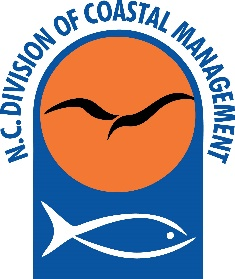 N.C. DIVISION OF COASTAL MANAGEMENT